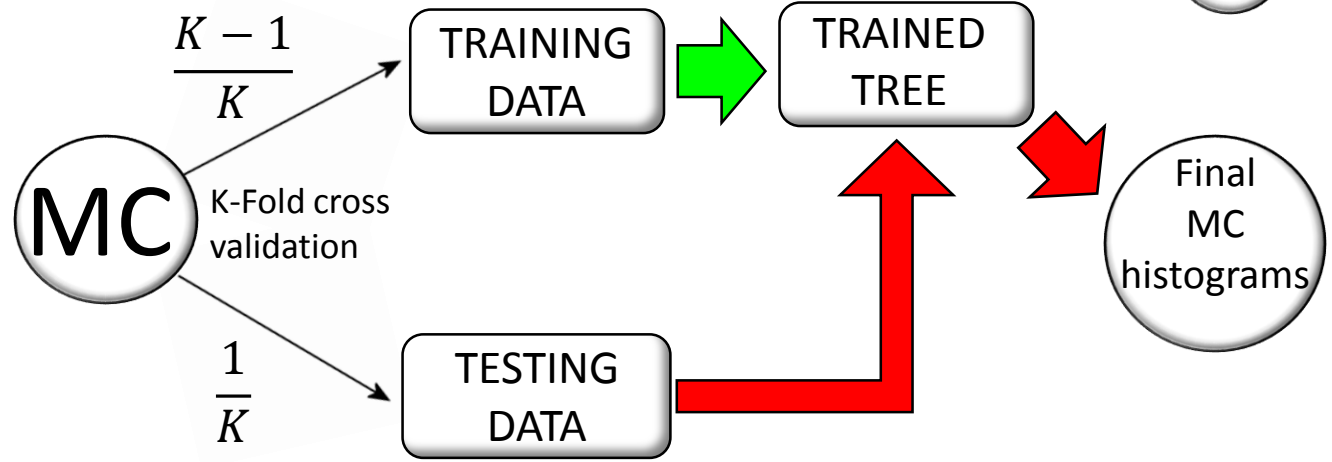 K − 1
K
TRAINING
DATA
TRAINED
TREE
MC
K-Fold cross
validation
Final
MC
histograms
1
K
TESTING
DATA